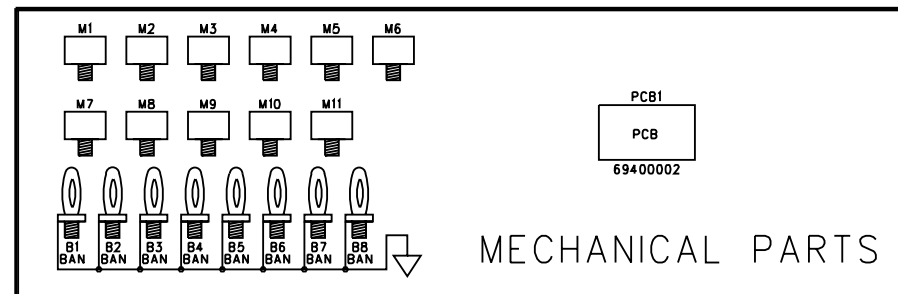 M1 M2 M3 M4 M5 M6
M7 M8 M9 M10 M11
PCB1
PCB
69400002
B1 B2 B3 B4 B5 B6 B7 B8
BAN BAN BAN BAN BAN BAN BAN BAN
MECHANICAL PARTS